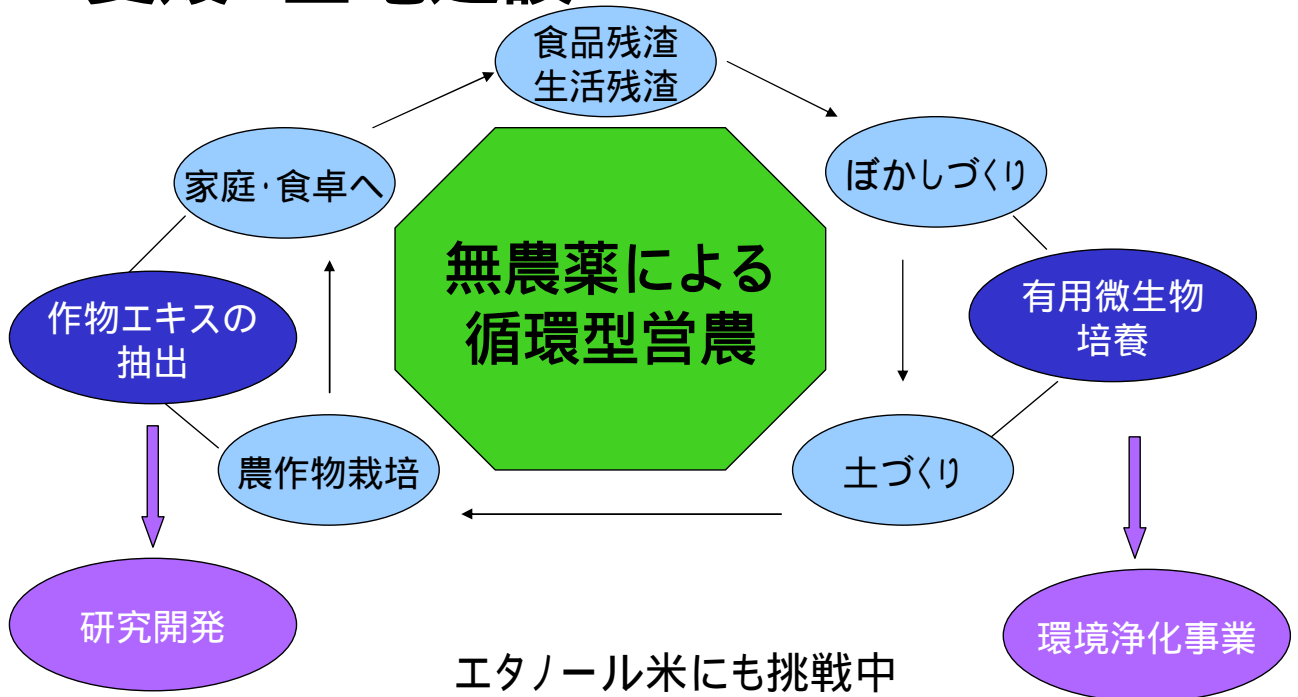 食品残渣
生活残渣
家庭・食卓へ
ぼかしづくり
無農薬による
循環型営農
作物エキスの
抽出
有用微生物
培養
農作物栽培
土づくり
研究開発
環境浄化事業
エタノール米にも挑戦中